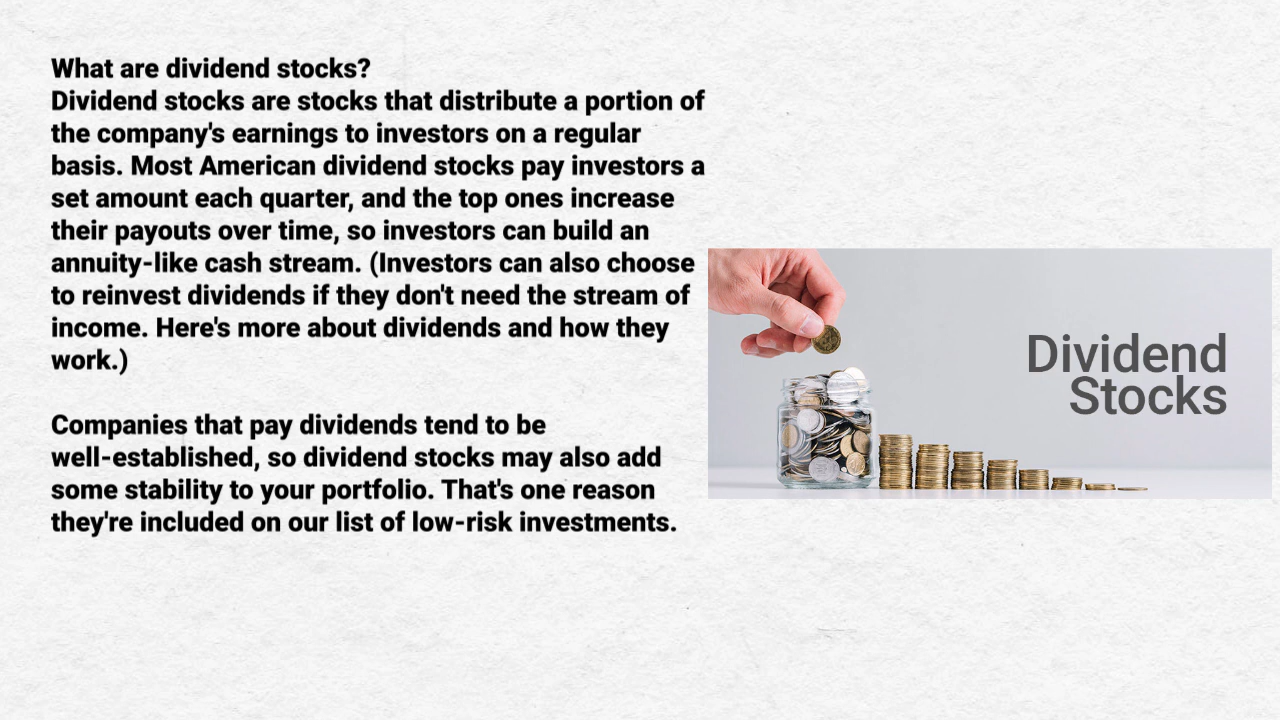 What are dividend stocks?
Dividend stocks are stocks that distribute a portion of
the company's earnings to investors on a regular
basis. Most American dividend stocks pay investors a
set amount each quarter, and the top ones increase
their payouts over time, so investors can build an
annuity-like cash stream. (Investors can also choose
to reinvest dividends if they don't need the stream of
income. Here's more about dividends and how they
work.)

Companies that pay dividends tend to be
well-established, so dividend stocks may also add
some stability to your portfolio. That's one reason
they're included on our list of low-risk investments.
Dividend
Stocks